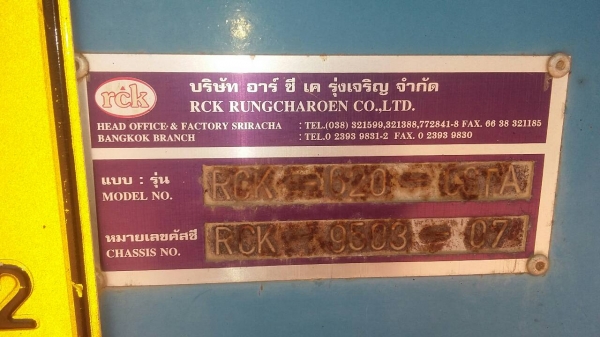 rck
บริษัท อาร์ ซี เค รุ่งเจริญ จำกัด
RCK RUNGCHAROEN CO.,LTD.
HEAD OFFICE & FACTORY SRIRACHA : TEL.(038) 321599,321388,772841-8 FAX. 66 38 321185
BANGKOK BRANCH : TEL.0 2393 9831-2 FAX. 0 2393 9830
แบบ : รุ่น
MODEL NO. RCK
หมายเลขคัสซี
CHASSIS NO. RCK 07
2